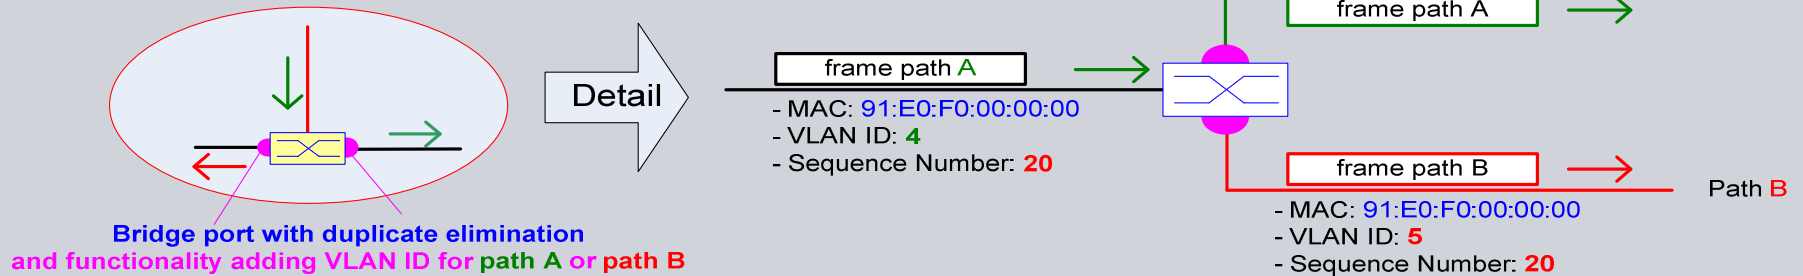 Bridge port with duplicate elimination
and functionality adding VLAN ID for path A or path B
Detail
frame path A
- MAC: 91:E0:F0:00:00:00
- VLAN ID: 4
- Sequence Number: 20
frame path A
frame path B
Path B
- MAC: 91:E0:F0:00:00:00
- VLAN ID: 5
- Sequence Number: 20